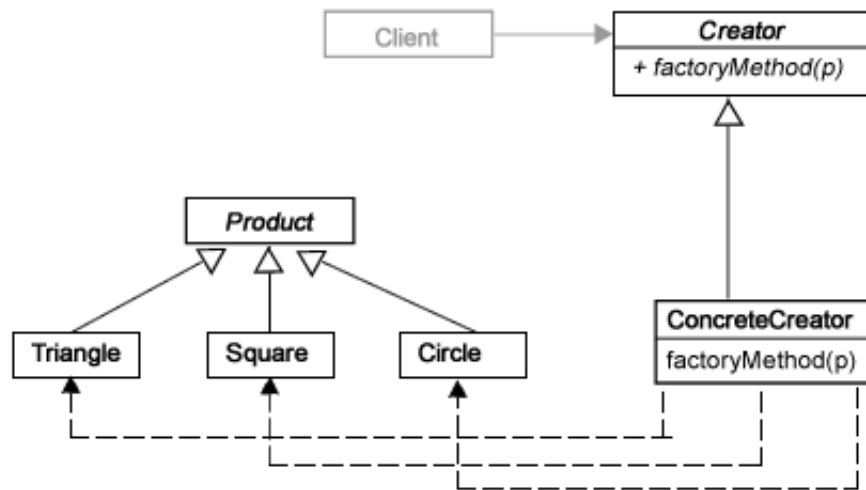 Client
Creator
+ factoryMethod(p)
Product
Triangle
Square
Circle
ConcreteCreator
factoryMethod(p)